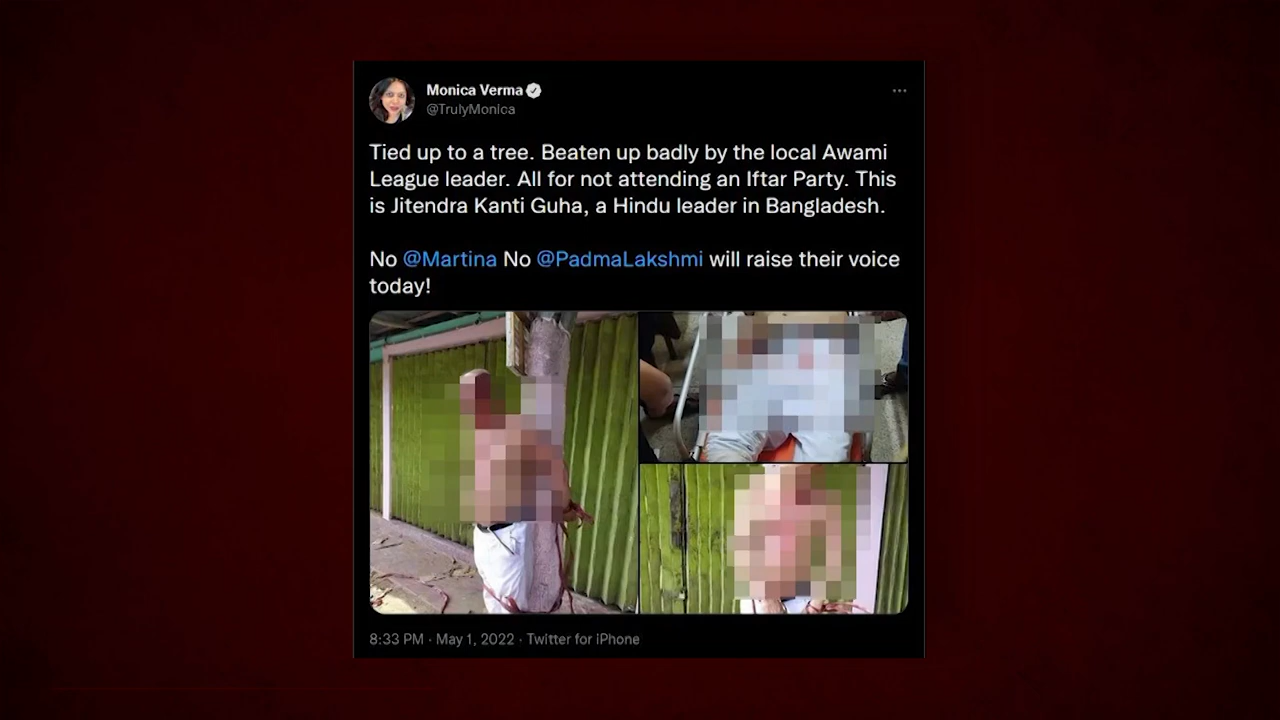 Monica Verma
@TrulyMonica
Tied up to a tree. Beaten up badly by the local Awami
League leader. All for not attending an Iftar Party. This
is Jitendra Kanti Guha, a Hindu leader in Bangladesh.
No @Martina No @PadmaLakshmi will raise their voice
today!
8:33 PM · May 1, 2022 · Twitter for iPhone